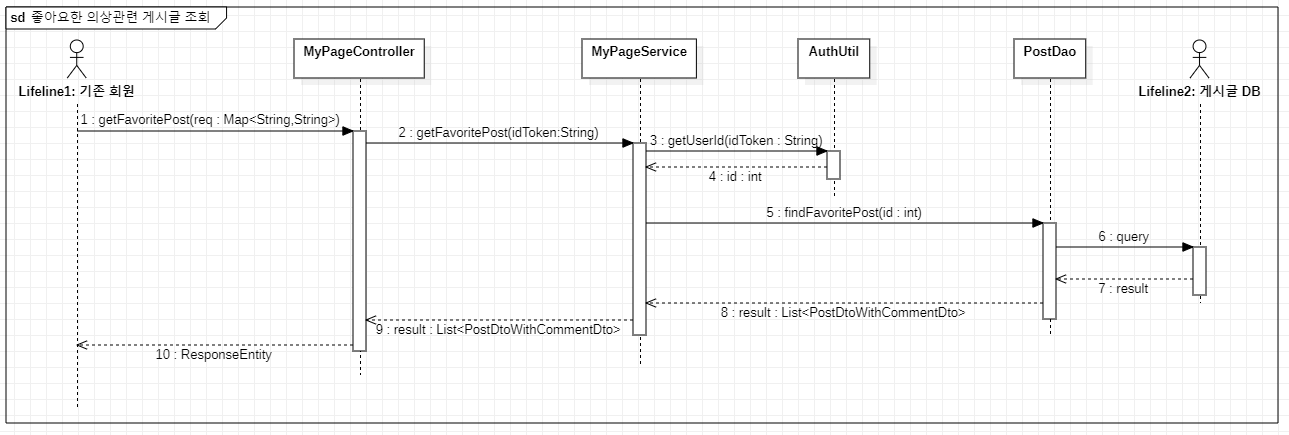 sd 좋아요한 의상관련 게시글 조회
MyPageController
MyPageService
AuthUtil
PostDao
Lifeline1: 기존 회원
Lifeline2: 게시글 DB
1 : getFavoritePost(req : Map<String,String>)
2 : getFavoritePost(idToken:String)
3 : getUserId(idToken : String)
4 : id : int
5 : findFavoritePost(id : int)
6 : query
7 : result
8 : result : List<PostDtoWithCommentDto>
9 : result : List<PostDtoWithCommentDto>
10 : ResponseEntity